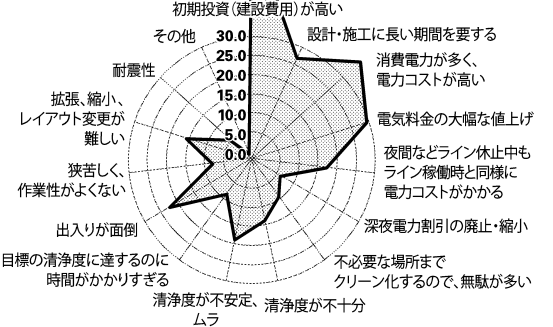 初期投資（建設費用）が高い
設計・施工に長い期間を要する
消費電力が多く、
電力コストが高い
電気料金の大幅な値上げ
夜間などライン休止中も
ライン稼働時と同様に
電力コストがかかる
深夜電力割引の廃止・縮小
不必要な場所まで
クリーン化するので、無駄が多い
清浄度が不十分
清浄度が不安定、
ムラ
目標の清浄度に達するのに
時間がかかりすぎる
出入りが面倒
狭苦しく、
作業性がよくない
拡張、縮小、
レイアウト変更が
難しい
耐震性
その他
30.0
25.0
20.0
15.0
10.0
5.0
0.0